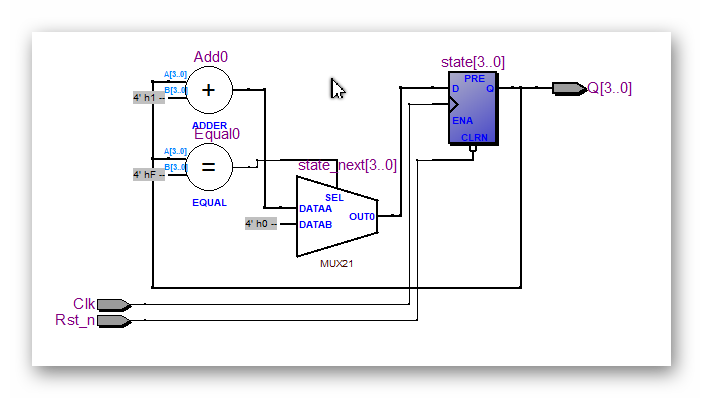 Add0
A[3..0]
B[3..0]
4' h1 --
+
ADDER
Equal0
A[3..0]
B[3..0]
4' hF --
=
EQUAL
state_next[3..0]
SEL
DATAA
DATAB
OUT0
4' h0 --
MUX21
state[3..0]
PRE
D
Q
ENA
CLRN
Q[3..0]
Clk
Rst_n